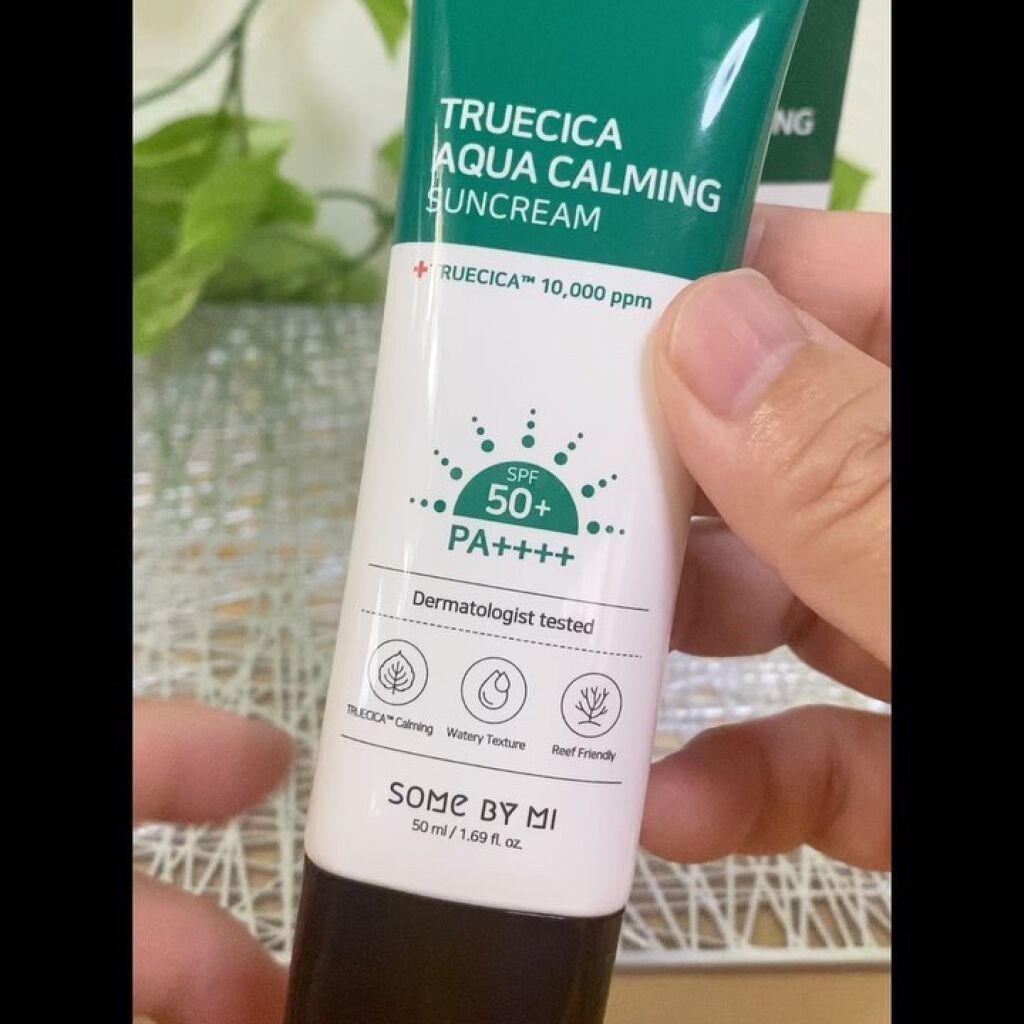 TRUECICA
AQUA CALMING
SUNCREAM
NG
+TRUECICA™ 10,000 ppm
SPF
50+
PA++++
Dermatologist tested
TRUECICA™ Calming
Watery Texture
Reef Friendly
SOME BY MI
50 ml / 1.69 fl. oz.